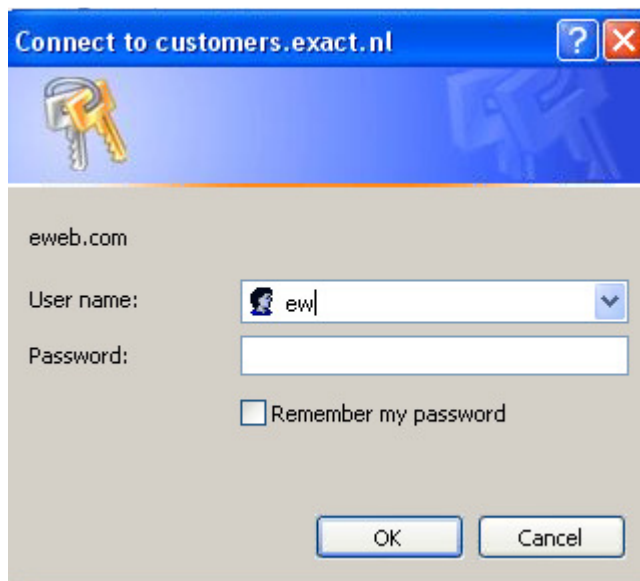 Connect to customers.exact.nl
eweb.com
User name: ew
Password:
Remember my password
OK Cancel